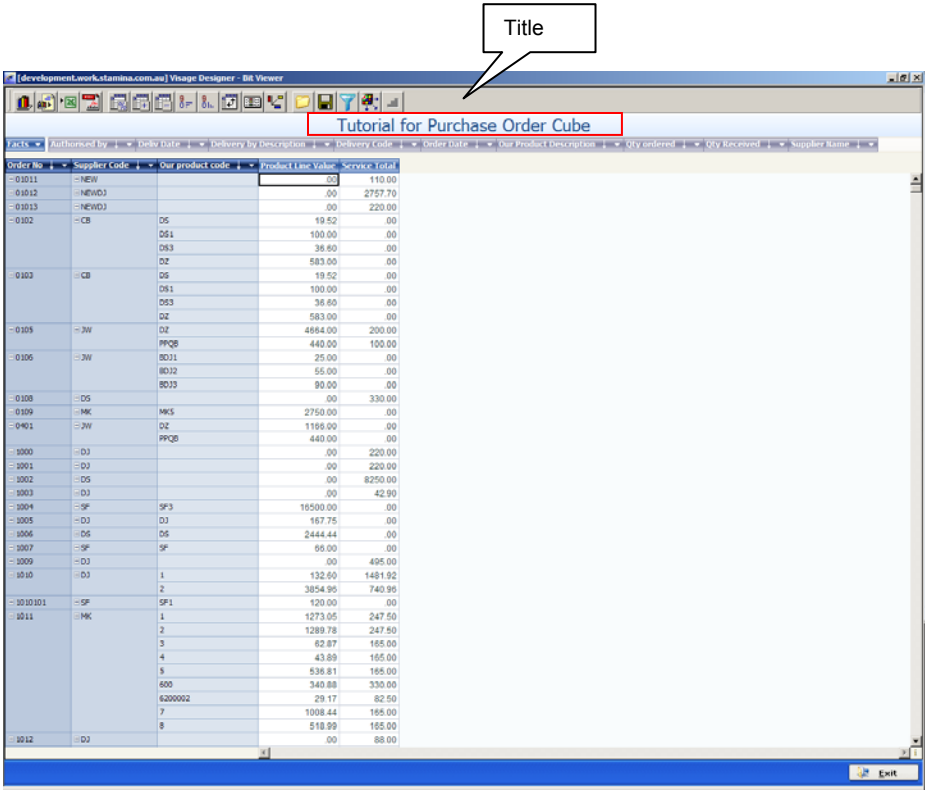 Title
[development.work.stamina.com.au] Visage Designer - Bit Viewer
Tutorial for Purchase Order Cube
Facts Authorised by Deliv Date Delivery by Description Delivery Code Order Date Our Product Description Qty ordered Qty Received Supplier Name
Order No Supplier Code Our product code Product Line Value Service Total
01011 NEW .00 110.00
01012 NEWDJ .00 2757.70
01013 NEWDJ .00 220.00
0102 CB DS 19.52 .00
DS1 100.00 .00
DS3 36.60 .00
DZ 583.00 .00
0103 CB DS 19.52 .00
DS1 100.00 .00
DS3 36.60 .00
DZ 583.00 .00
0105 JW DZ 4664.00 200.00
PPQB 440.00 100.00
0106 JW BDJ1 25.00 .00
BDJ2 55.00 .00
BDJ3 90.00 .00
0108 DS .00 330.00
0109 MK MK5 2750.00 .00
0401 JW DZ 1166.00 .00
PPQB 440.00 .00
1000 DJ .00 220.00
1001 DJ .00 220.00
1002 DS .00 8250.00
1003 DJ .00 42.90
1004 SF SF3 16500.00 .00
1005 DJ DJ 167.75 .00
1006 DS DS 2444.44 .00
1007 SF SF 66.00 .00
1009 DJ .00 495.00
1010 DJ 1 132.60 1481.92
2 3854.96 740.96
1010101 SF SF1 120.00 .00
1011 MK 1 1273.05 247.50
2 1289.78 247.50
3 62.87 165.00
4 43.89 165.00
5 536.81 165.00
600 340.88 330.00
6200002 29.17 82.50
7 1008.44 165.00
8 518.99 165.00
1012 DJ .00 88.00
Exit